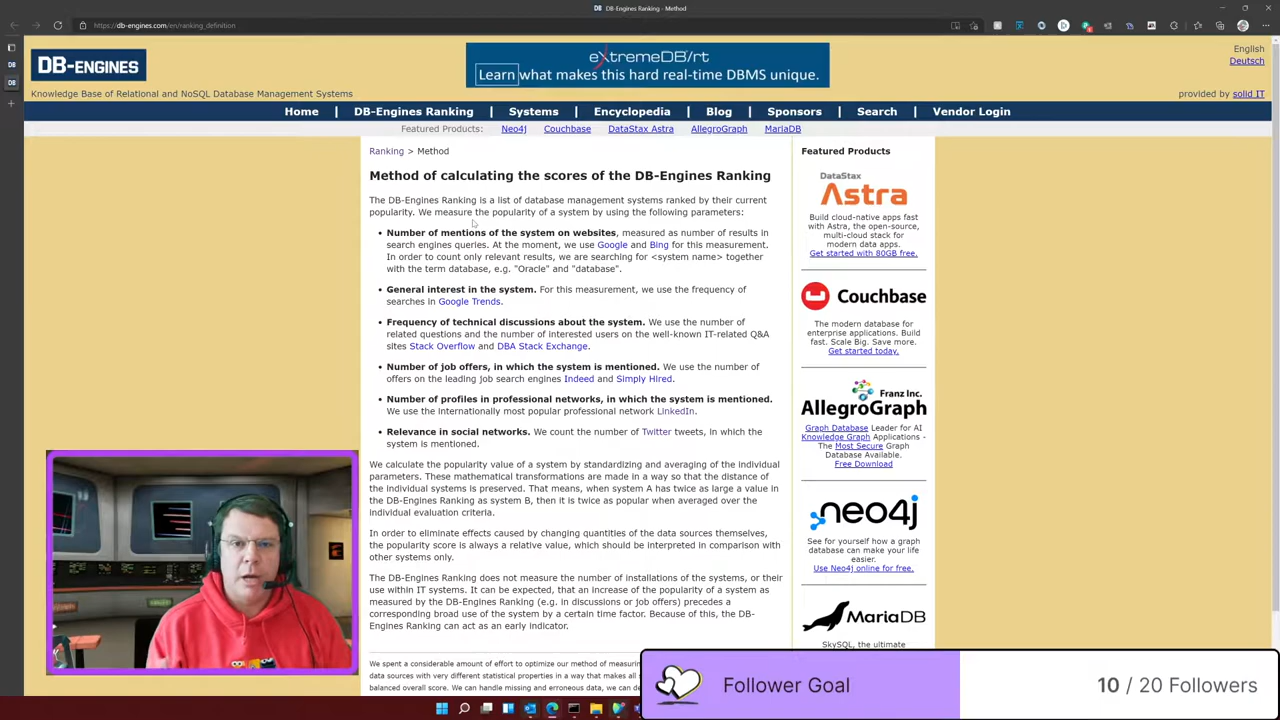 DB-Engines Ranking - Method
https://db-engines.com/en/ranking_definition
DB-ENGINES
Knowledge Base of Relational and NoSQL Database Management Systems
eXtremeDB/rt
Learn what makes this hard real-time DBMS unique.
English
Deutsch
provided by solid IT
Home | DB-Engines Ranking | Systems | Encyclopedia | Blog | Sponsors | Search | Vendor Login
Featured Products: Neo4j Couchbase DataStax Astra AllegroGraph MariaDB
Ranking > Method
Method of calculating the scores of the DB-Engines Ranking
The DB-Engines Ranking is a list of database management systems ranked by their current
popularity. We measure the popularity of a system by using the following parameters:
• Number of mentions of the system on websites, measured as number of results in
search engines queries. At the moment, we use Google and Bing for this measurement.
In order to count only relevant results, we are searching for <system name> together
with the term database, e.g. "Oracle" and "database".
• General interest in the system. For this measurement, we use the frequency of
searches in Google Trends.
• Frequency of technical discussions about the system. We use the number of
related questions and the number of interested users on the well-known IT-related Q&A
sites Stack Overflow and DBA Stack Exchange.
• Number of job offers, in which the system is mentioned. We use the number of
offers on the leading job search engines Indeed and Simply Hired.
• Number of profiles in professional networks, in which the system is mentioned.
We use the internationally most popular professional network LinkedIn.
• Relevance in social networks. We count the number of Twitter tweets, in which the
system is mentioned.
We calculate the popularity value of a system by standardizing and averaging of the individual
parameters. These mathematical transformations are made in a way so that the distance of
the individual systems is preserved. That means, when system A has twice as large a value in
the DB-Engines Ranking as system B, then it is twice as popular when averaged over the
individual evaluation criteria.
In order to eliminate effects caused by changing quantities of the data sources themselves,
the popularity score is always a relative value, which should be interpreted in comparison with
other systems only.
The DB-Engines Ranking does not measure the number of installations of the systems, or their
use within IT systems. It can be expected, that an increase of the popularity of a system as
measured by the DB-Engines Ranking (e.g. in discussions or job offers) precedes a
corresponding broad use of the system by a certain time factor. Because of this, the DB-
Engines Ranking can act as an early indicator.
We spent a considerable amount of effort to optimize our method of measuring
data sources with very different statistical properties in a way that makes all
balanced overall score. We can handle missing and erroneous data, we can de
Featured Products
DataStax
Astra
Build cloud-native apps fast
with Astra, the open-source,
multi-cloud stack for
modern data apps.
Get started with 80GB free.
Couchbase
The modern database for
enterprise applications. Build
fast. Scale Big. Save more.
Get started today.
Franz Inc.
AllegroGraph
Graph Database Leader for AI
Knowledge Graph Applications -
The Most Secure Graph
Database Available.
Free Download
neo4j
See for yourself how a graph
database can make your life
easier.
Use Neo4j online for free.
MariaDB
SkySQL, the ultimate
Follower Goal
10 / 20 Followers